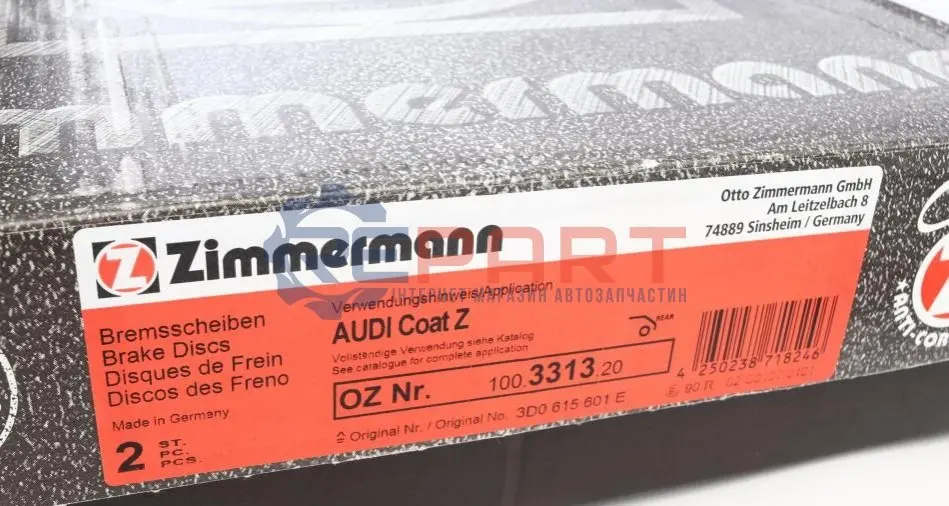 Zimmermann
Zimmermann
Otto Zimmermann GmbH
Am Leitzelbach 8
74889 Sinsheim / Germany
EPART
ИНТЕРНЕТ МАГАЗИН АВТОЗАПЧАСТИН
Bremsscheiben
Brake Discs
Disques de Frein
Discos des Freno
Made in Germany
2 ST.
PC.
PCS.
Verwendungshinweis/Application
AUDI Coat Z
Vollständige Verwendung siehe Katalog
See catalogue for complete application
REAR
OZ Nr. 100.3313.20
Original Nr. / Original No. 3D0 615 601 E
4 250238 718246
90 R